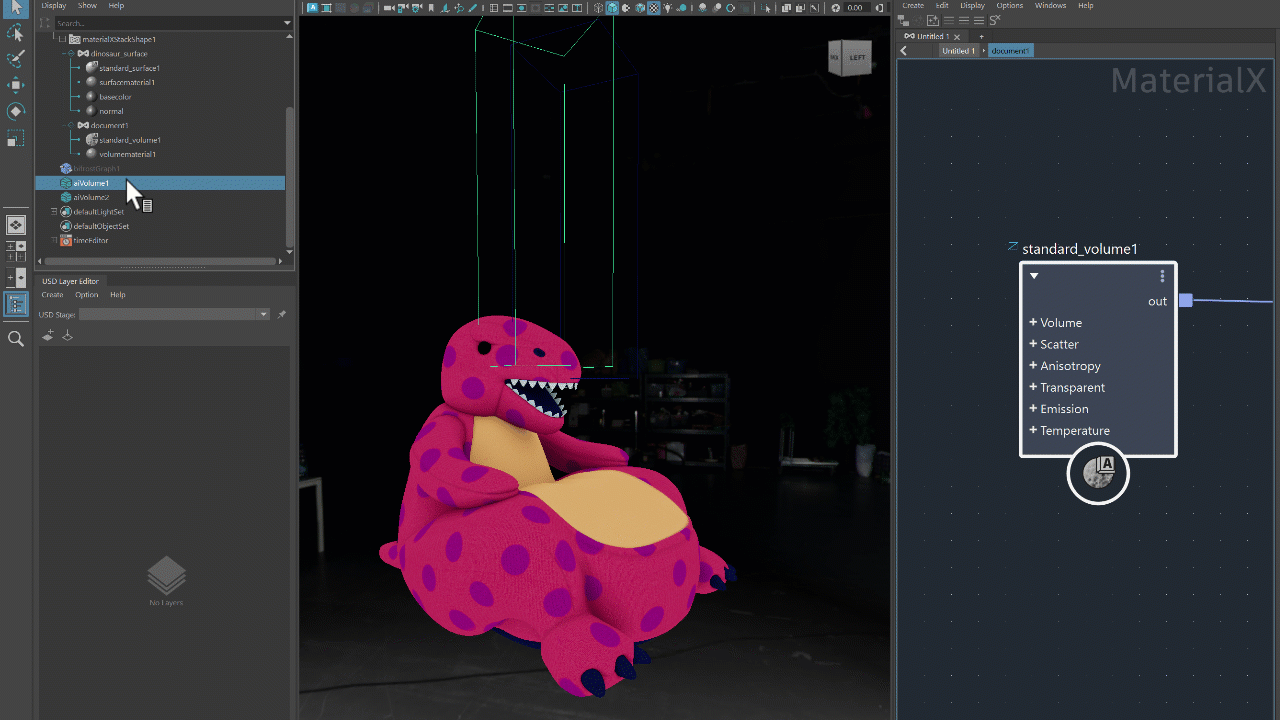 Display Show Help
Search...
materialXStackShape1
dinosaur_surface
standard_surface1
surfacematerial1
basecolor
normal
document1
standard_volume1
volumematerial1
bifrostGraph1
aiVolume1
aiVolume2
defaultLightSet
defaultObjectSet
timeEditor
USD Layer Editor
Create Option Help
USD Stage:
No Layers
0.00
LEFT
Create Edit Display Options Windows Help
Untitled 1
Untitled 1 document1
MaterialX
standard_volume1
out
Volume
Scatter
Anisotropy
Transparent
Emission
Temperature
A